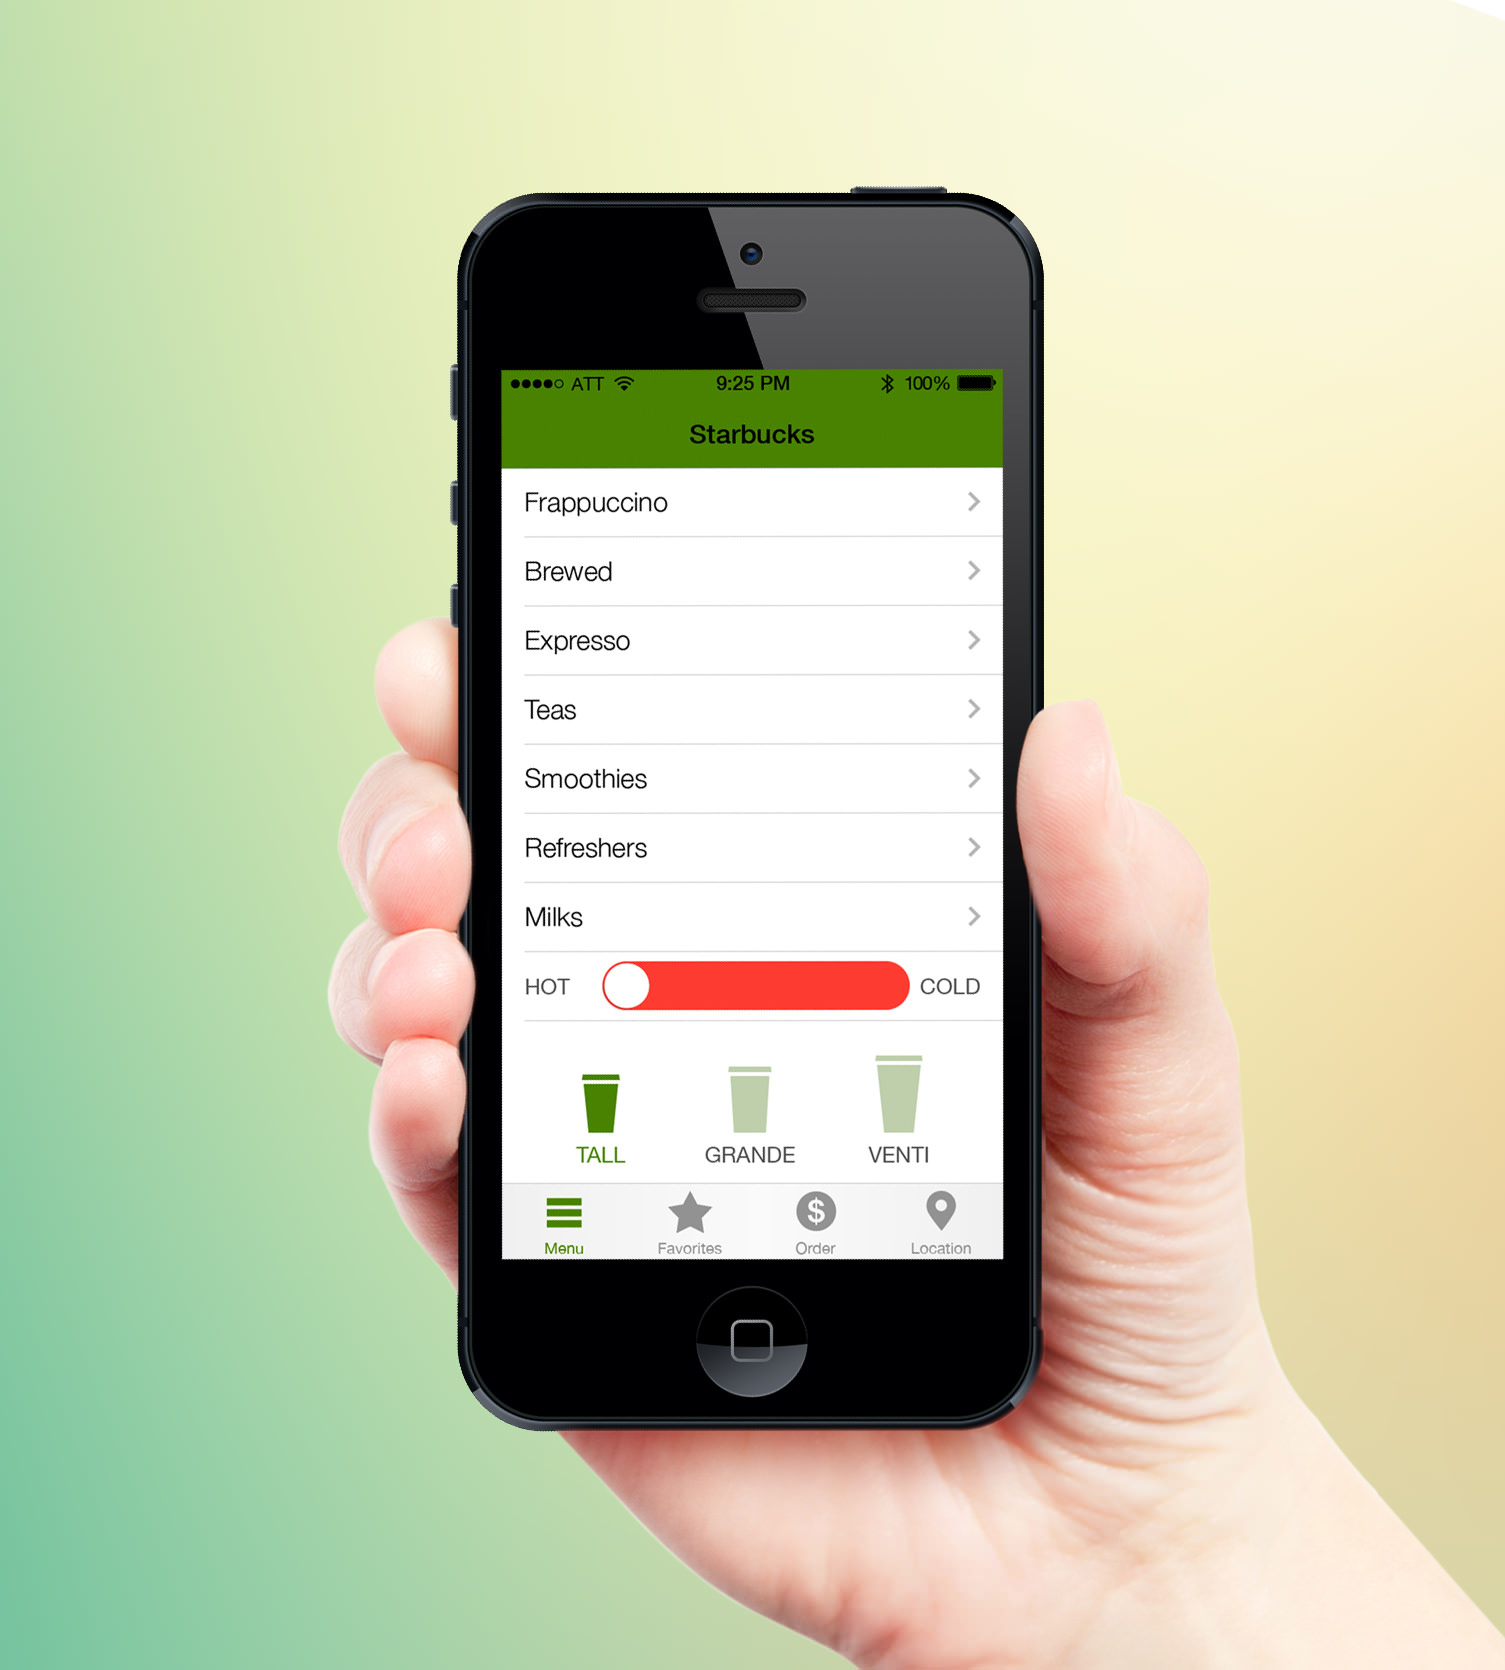 ATT 9:25 PM 100%
Starbucks
Frappuccino
Brewed
Expresso
Teas
Smoothies
Refreshers
Milks
HOT COLD
TALL GRANDE VENTI
$
Menu Favorites Order Location